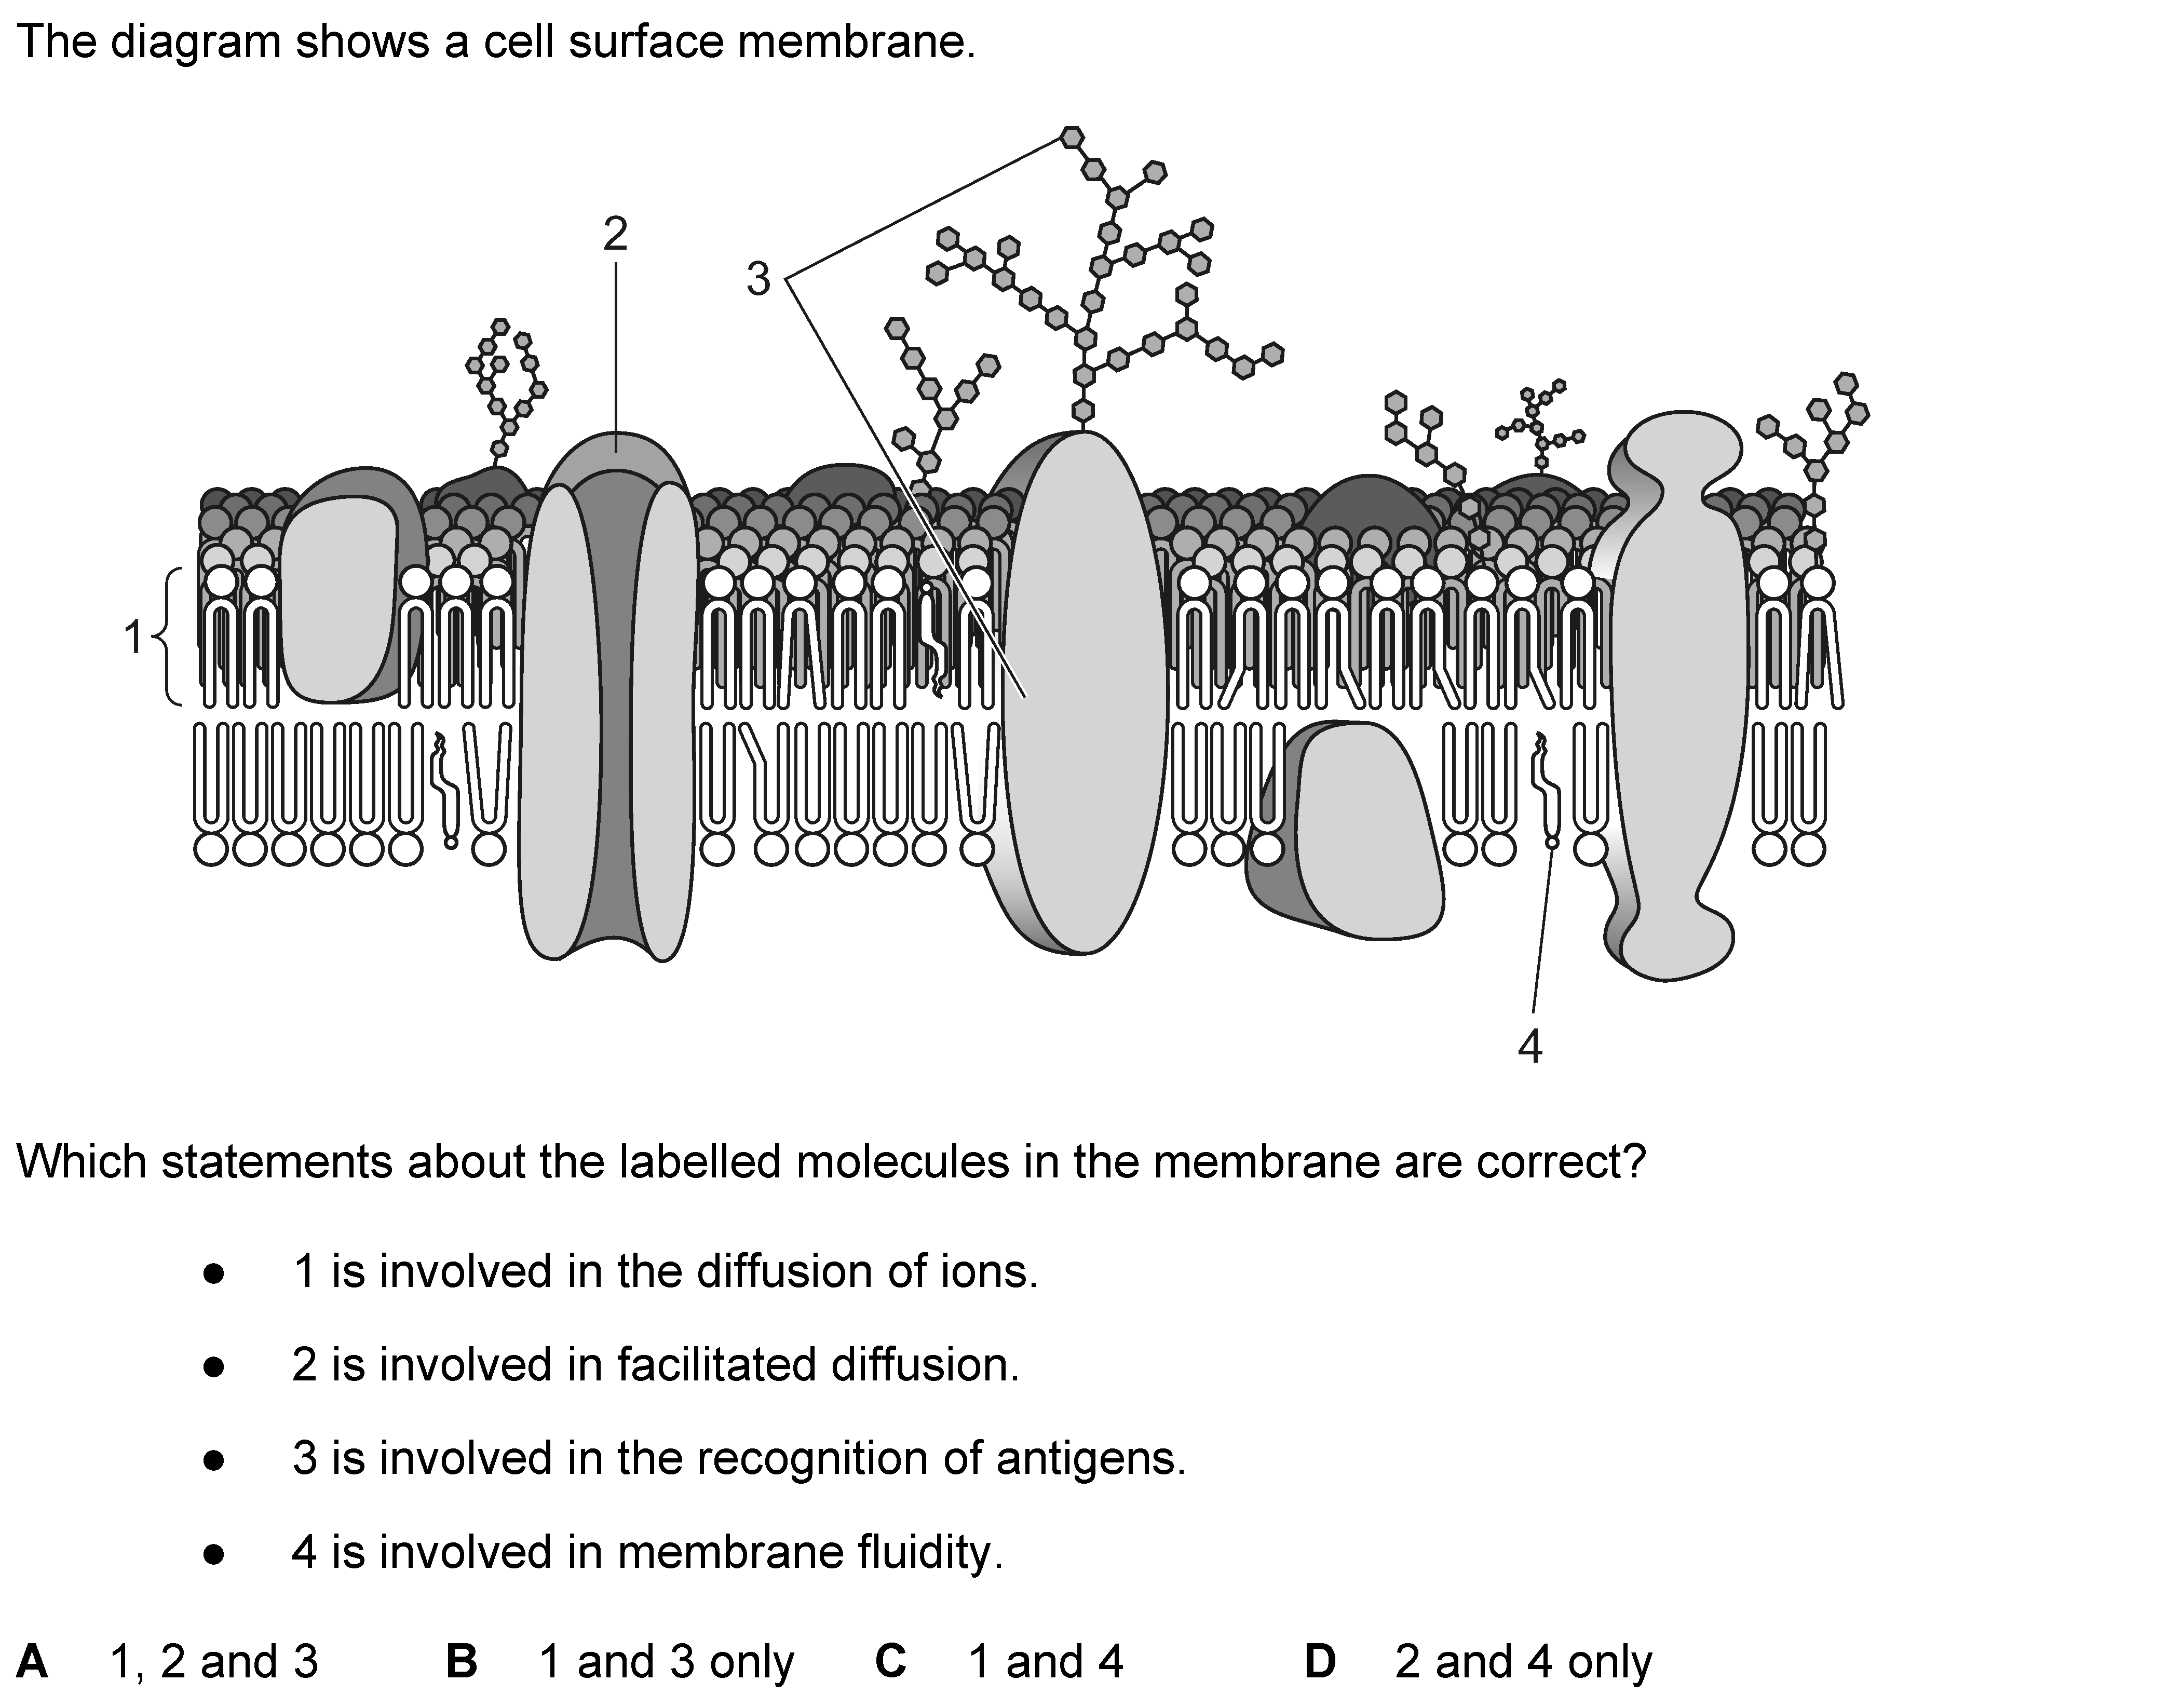 The diagram shows a cell surface membrane.
2
3
1
4
Which statements about the labelled molecules in the membrane are correct?
● 1 is involved in the diffusion of ions.
● 2 is involved in facilitated diffusion.
● 3 is involved in the recognition of antigens.
● 4 is involved in membrane fluidity.
A 1, 2 and 3 B 1 and 3 only C 1 and 4 D 2 and 4 only